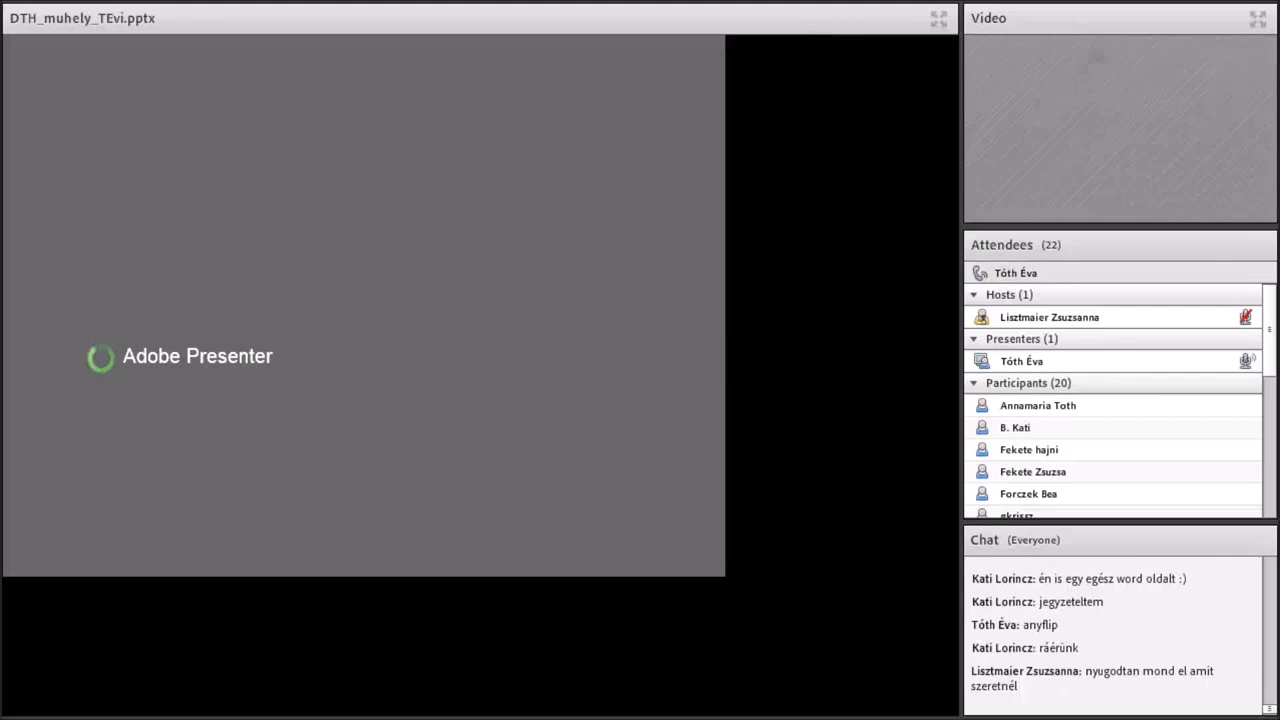 DTH_muhely_TEvi.pptx
Adobe Presenter
Video
Attendees (22)
Tóth Éva
Hosts (1)
Lisztmaier Zsuzsanna
Presenters (1)
Tóth Éva
Participants (20)
Annamaria Toth
B. Kati
Fekete hajni
Fekete Zsuzsa
Forczek Bea
gkrissz
Chat (Everyone)
Kati Lorincz: én is egy egész word oldalt :)
Kati Lorincz: jegyzeteltem
Tóth Éva: anyflip
Kati Lorincz: ráérünk
Lisztmaier Zsuzsanna: nyugodtan mond el amit
szeretnél